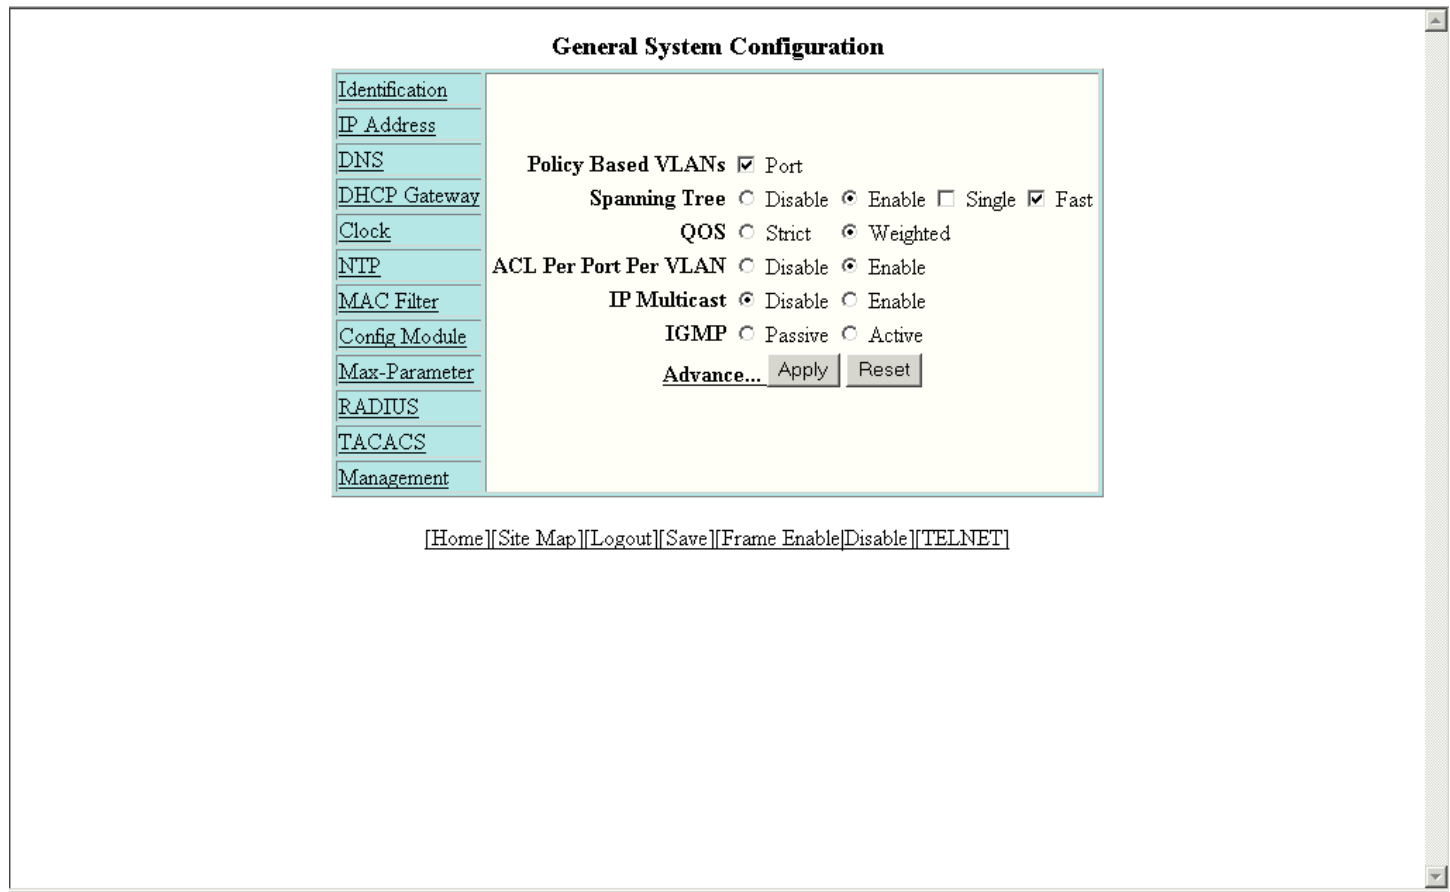 General System Configuration
Identification
IP Address
DNS
DHCP Gateway
Clock
NTP
MAC Filter
Config Module
Max-Parameter
RADIUS
TACACS
Management
Policy Based VLANs Port
Spanning Tree Disable Enable Single Fast
QOS Strict Weighted
ACL Per Port Per VLAN Disable Enable
IP Multicast Disable Enable
IGMP Passive Active
Advance... Apply Reset
[Home][Site Map][Logout][Save][Frame Enable|Disable][TELNET]